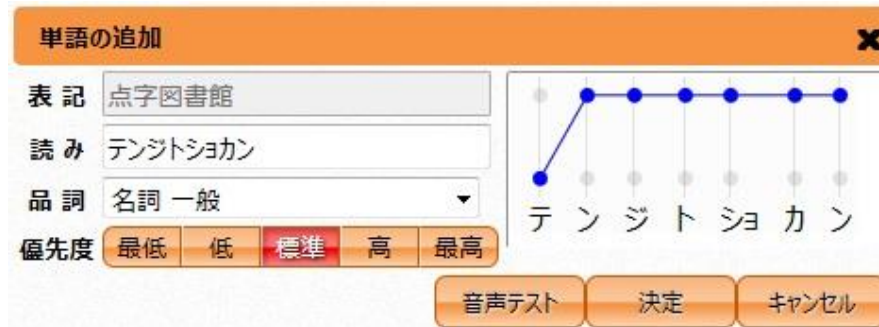 単語の追加
表記 点字図書館
読み テンジトショカン
品詞 名詞 一般
優先度 最低 低 標準 高 最高
テ ン ジ ト ショ カ ン
音声テスト 決定 キャンセル